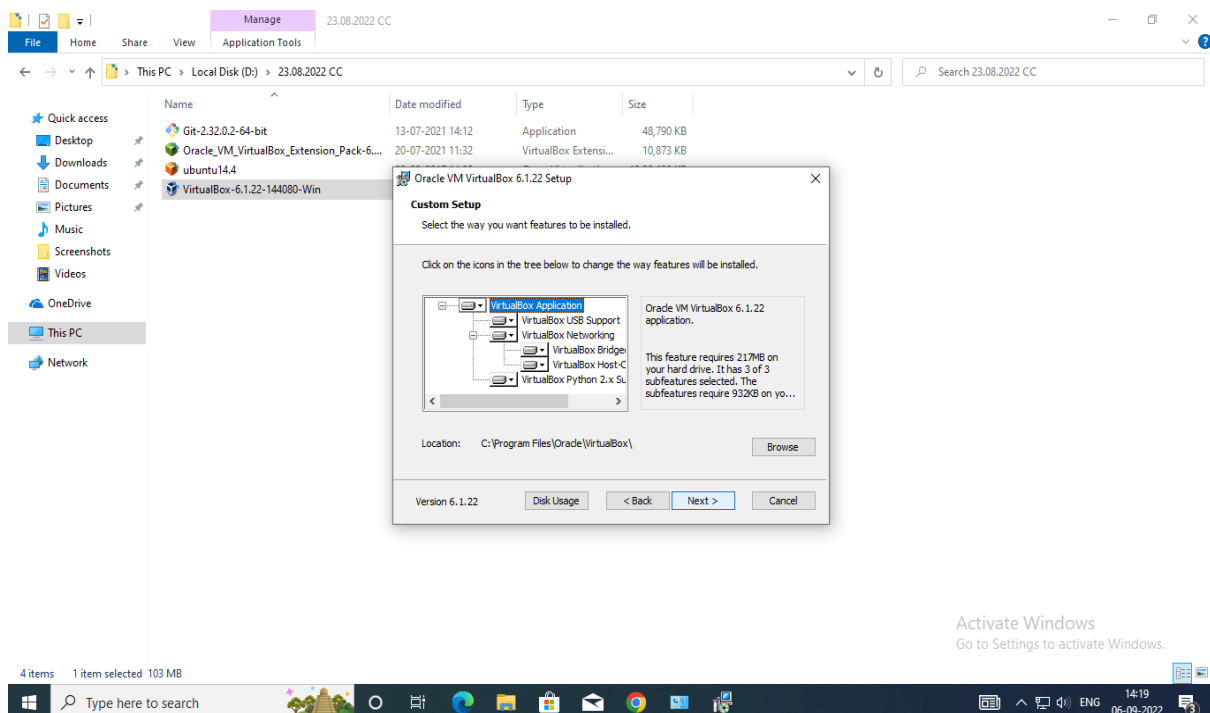 Manage 23.08.2022 CC
File Home Share View Application Tools
This PC > Local Disk (D:) > 23.08.2022 CC
Search 23.08.2022 CC
Quick access
Desktop
Downloads
Documents
Pictures
Music
Screenshots
Videos
OneDrive
This PC
Network
Name Date modified Type Size
Git-2.32.0.2-64-bit 13-07-2021 14:12 Application 48,790 KB
Oracle_VM_VirtualBox_Extension_Pack-6.... 20-07-2021 11:32 VirtualBox Extensi... 10,873 KB
ubuntu14.4
VirtualBox-6.1.22-144080-Win
Oracle VM VirtualBox 6.1.22 Setup
Custom Setup
Select the way you want features to be installed.
Click on the icons in the tree below to change the way features will be installed.
VirtualBox Application
VirtualBox USB Support
VirtualBox Networking
VirtualBox Bridge
VirtualBox Host-C
VirtualBox Python 2.x Su
Oracle VM VirtualBox 6.1.22
application.
This feature requires 217MB on
your hard drive. It has 3 of 3
subfeatures selected. The
subfeatures require 932KB on yo...
Location: C:\Program Files\Oracle\VirtualBox\
Browse
Version 6.1.22 Disk Usage < Back Next > Cancel
Activate Windows
Go to Settings to activate Windows.
4 items 1 item selected 103 MB
Type here to search
ENG
14:19
06-09-2022
3